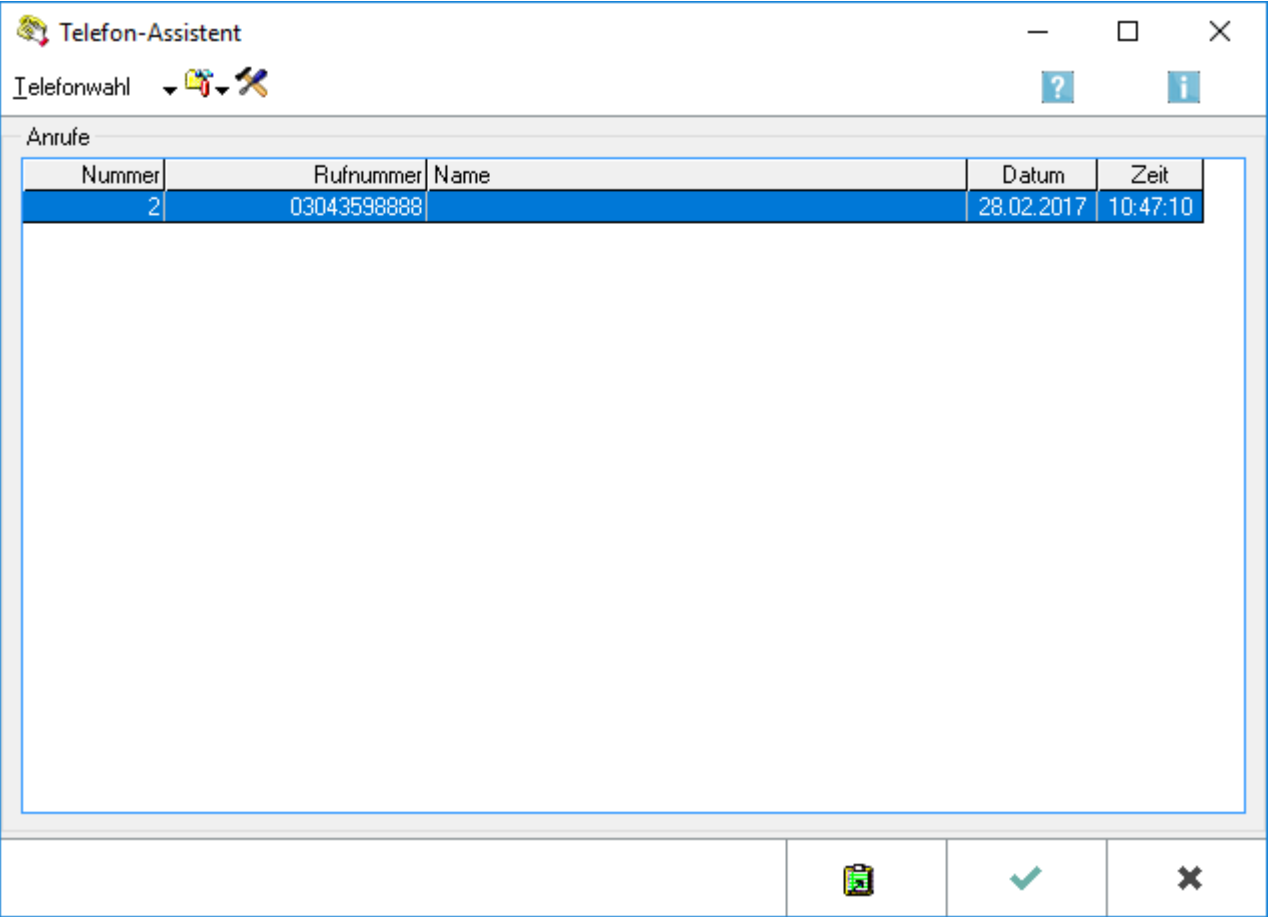 Telefon-Assistent
Telefonwahl ? i
Anrufe
Nummer Rufnummer Name Datum Zeit
2 03043598888 28.02.2017 10:47:10